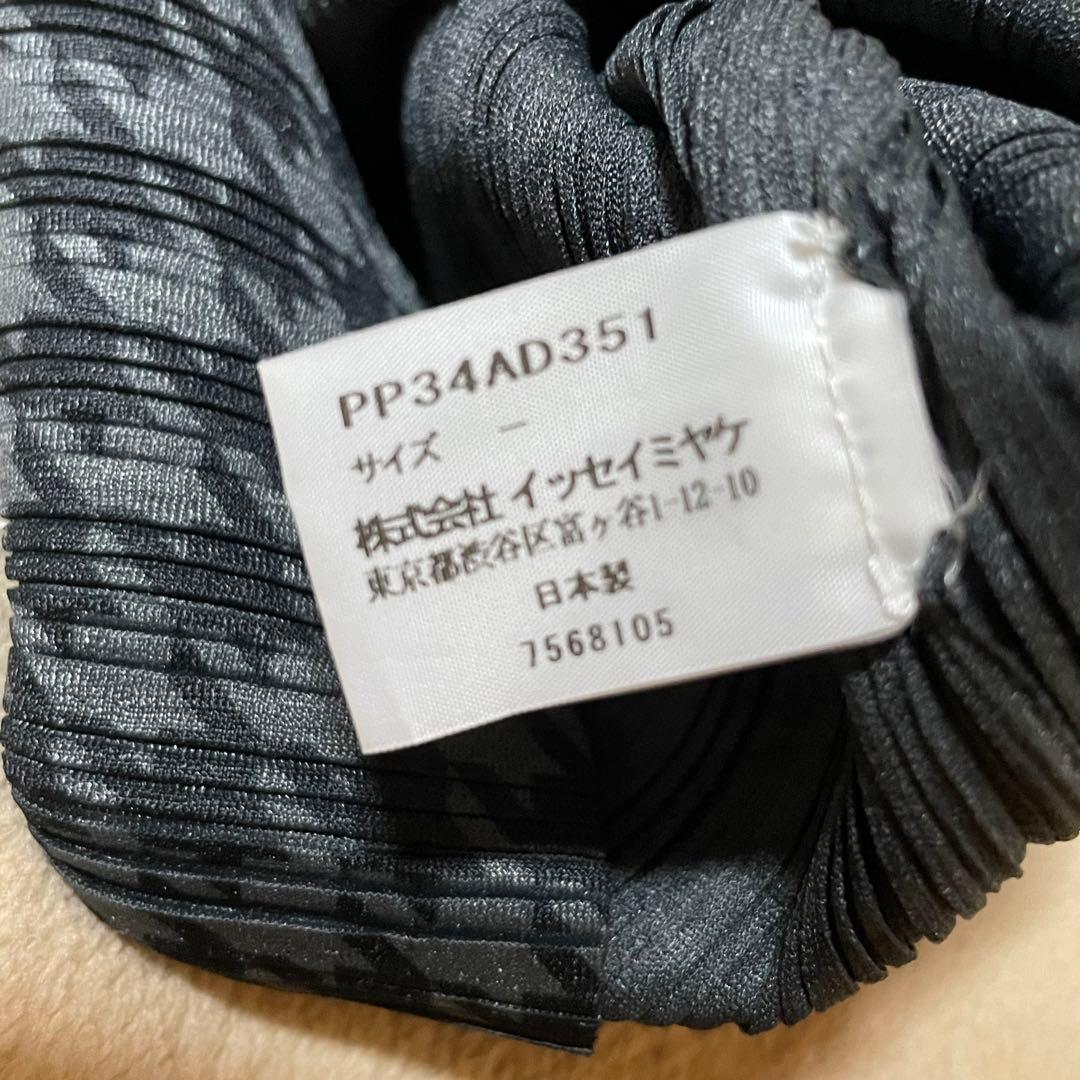 PP34AD351
サイズ －
株式会社 イッセイミヤケ
東京都渋谷区富ヶ谷1-12-10
日本製
7568105